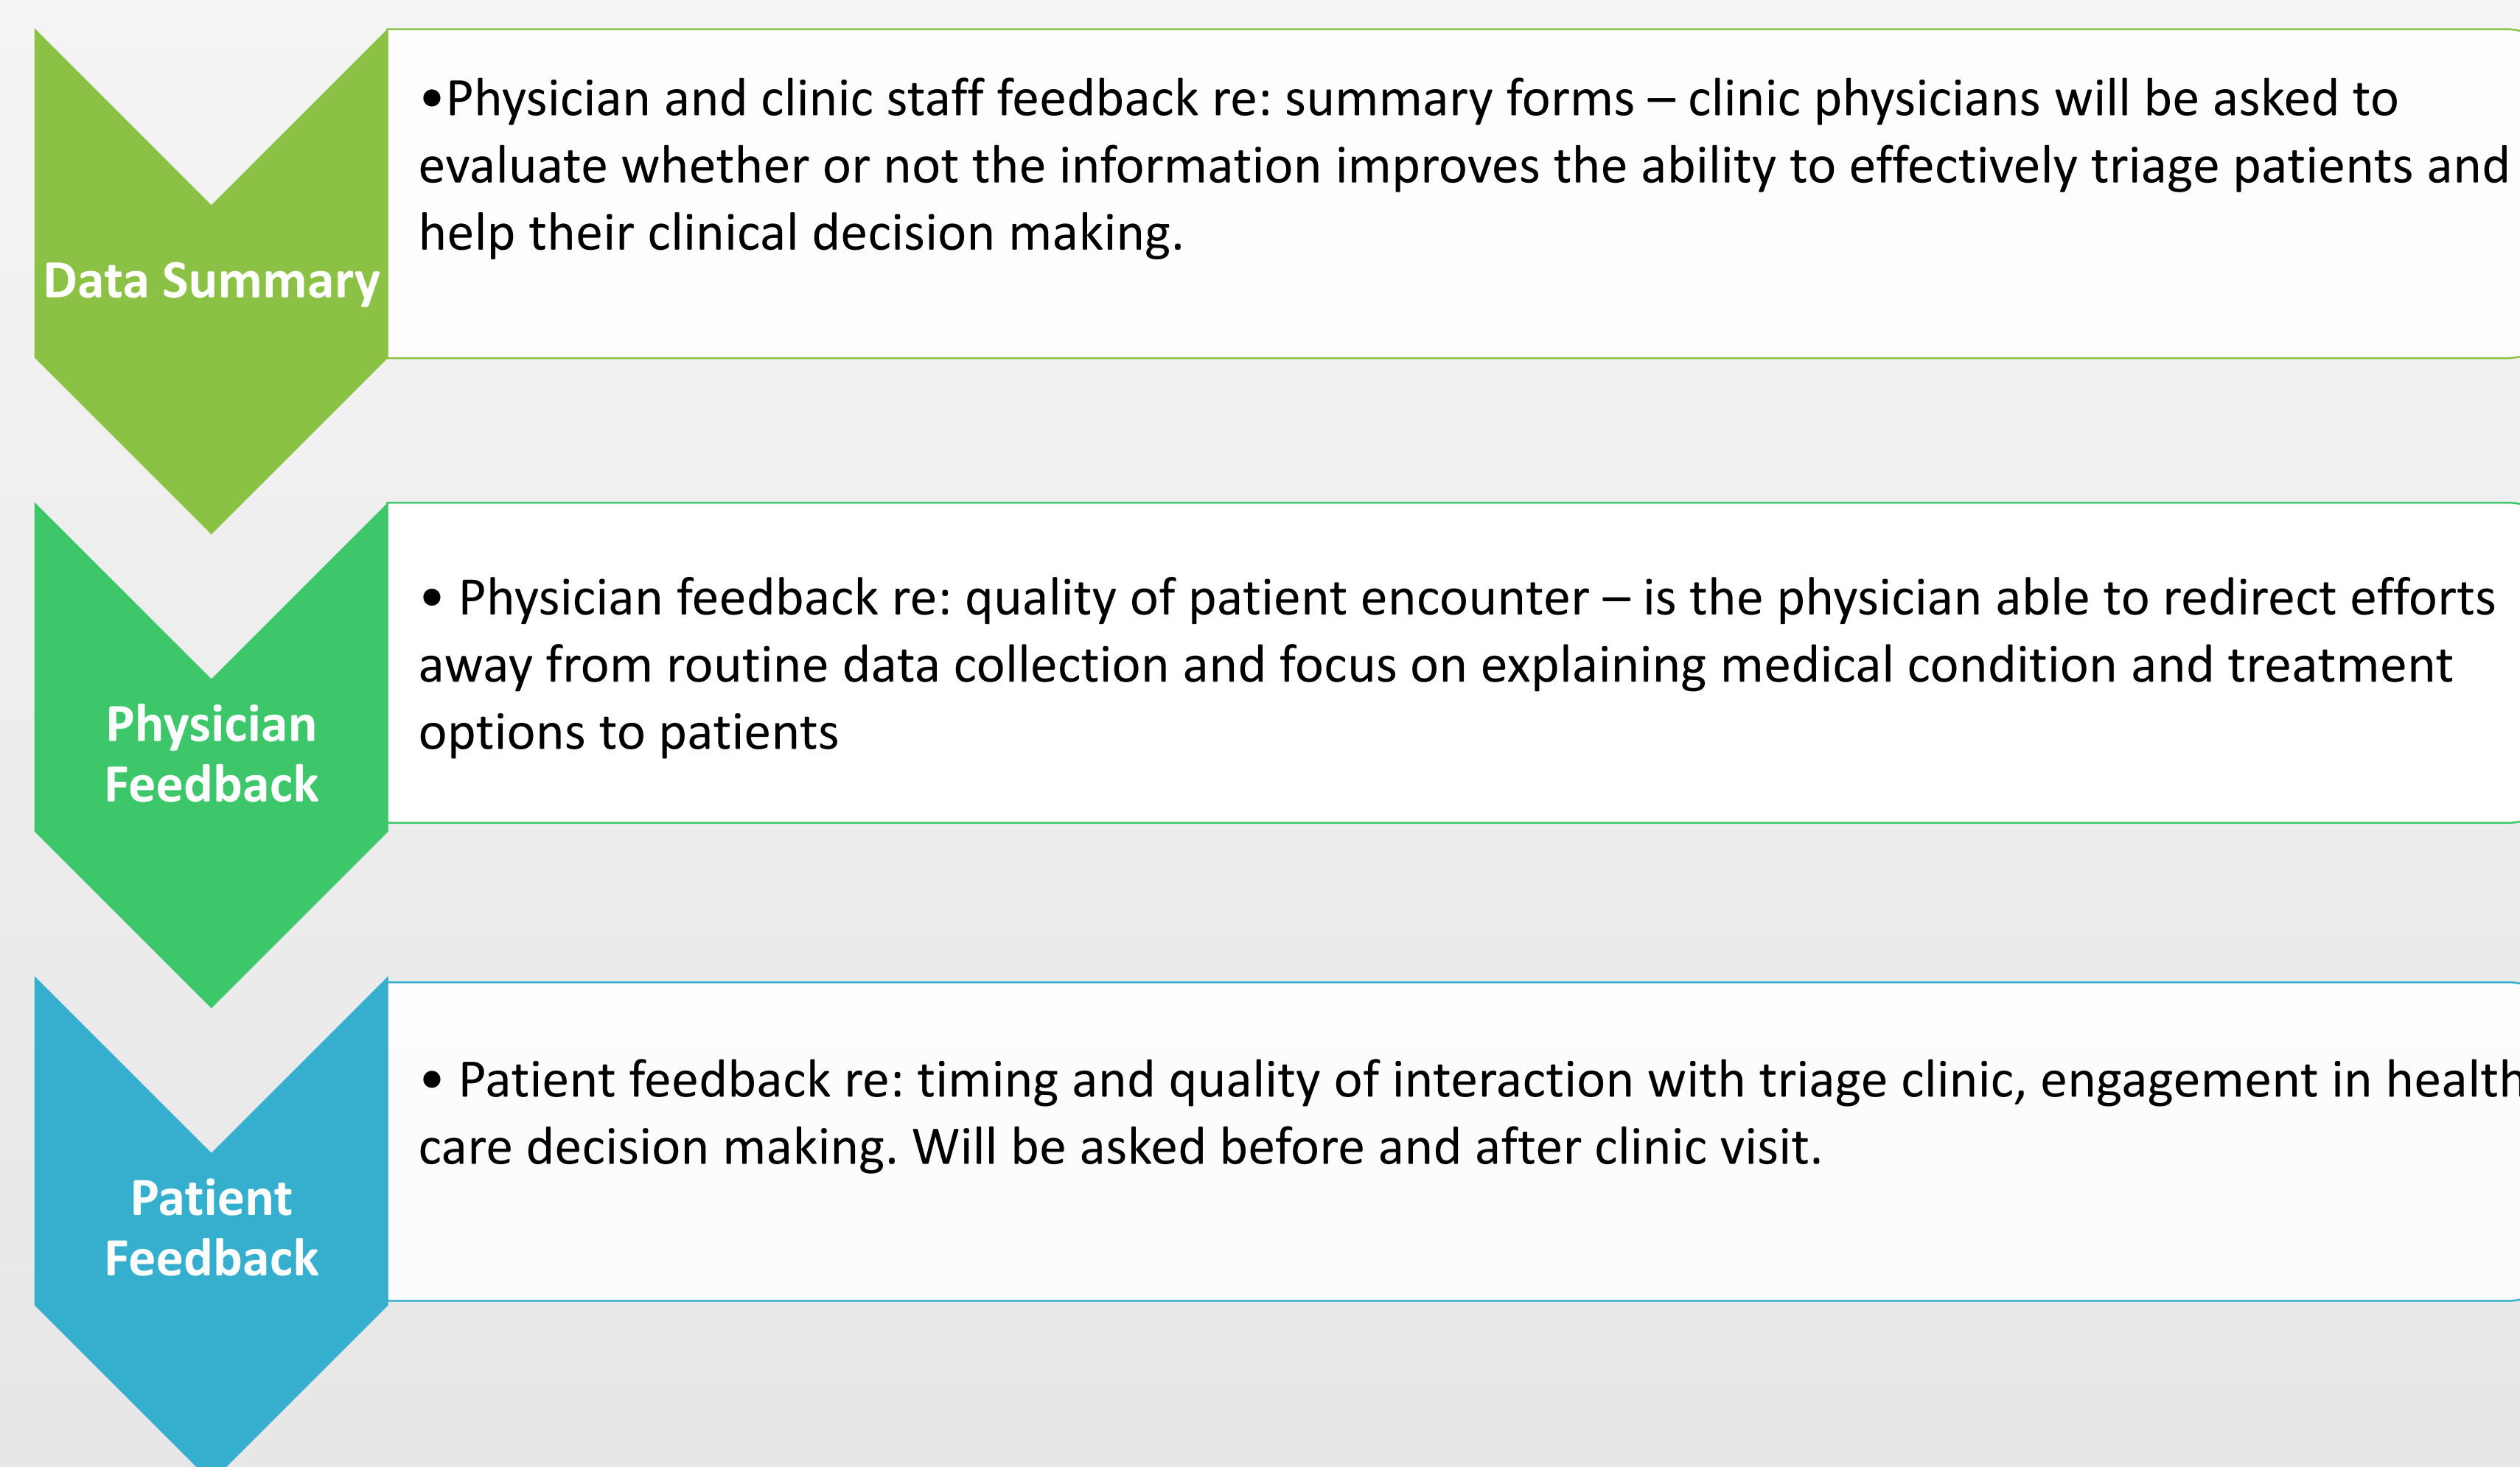 Data Summary
•Physician and clinic staff feedback re: summary forms – clinic physicians will be asked to
evaluate whether or not the information improves the ability to effectively triage patients and
help their clinical decision making.
Physician
Feedback
• Physician feedback re: quality of patient encounter – is the physician able to redirect efforts
away from routine data collection and focus on explaining medical condition and treatment
options to patients
Patient
Feedback
• Patient feedback re: timing and quality of interaction with triage clinic, engagement in health
care decision making. Will be asked before and after clinic visit.